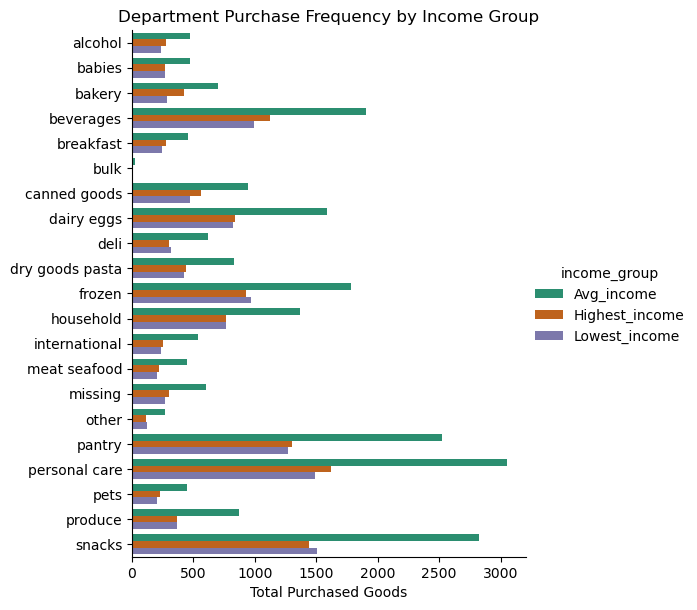 Department Purchase Frequency by Income Group
alcohol
babies
bakery
beverages
breakfast
bulk
canned goods
dairy eggs
deli
dry goods pasta
frozen
household
international
meat seafood
missing
other
pantry
personal care
pets
produce
snacks
0 500 1000 1500 2000 2500 3000
Total Purchased Goods
income_group
Avg_income
Highest_income
Lowest_income